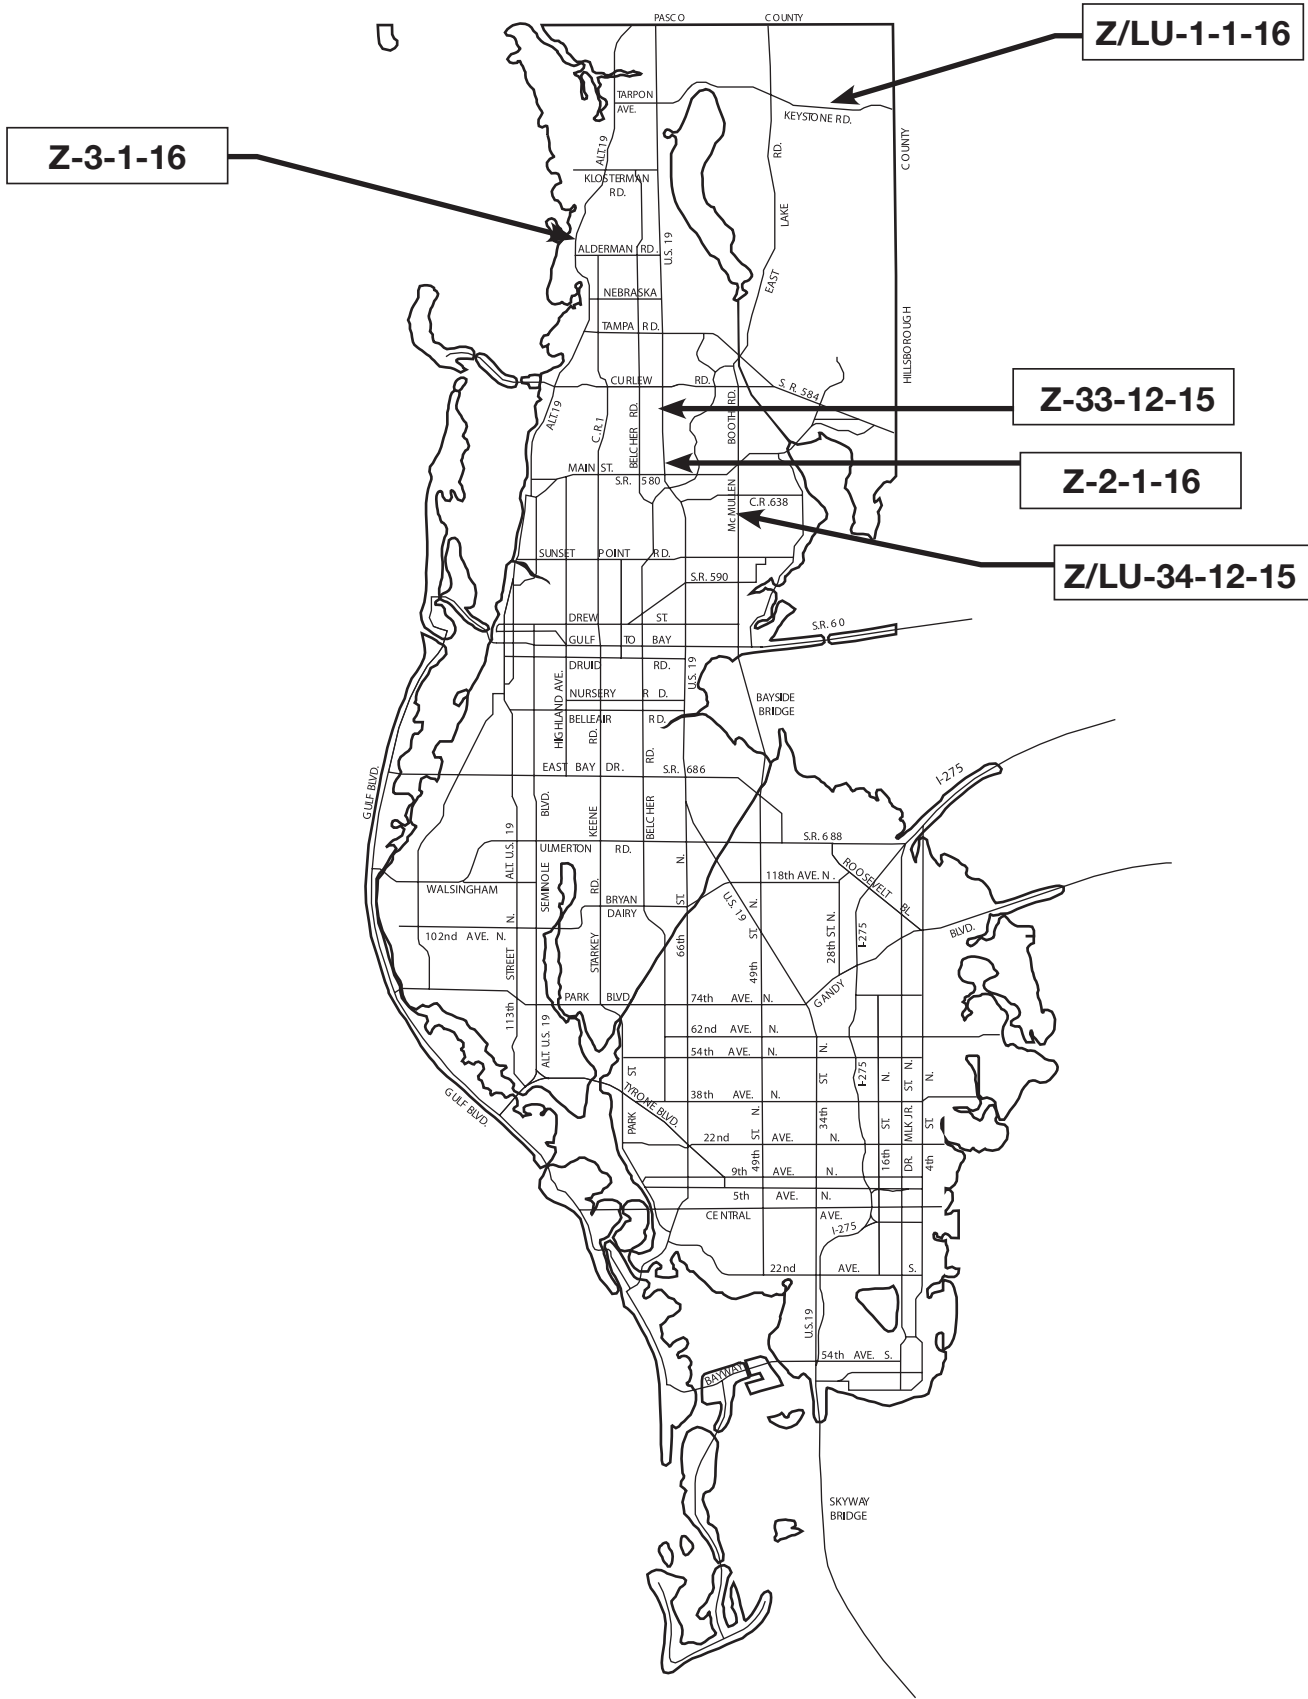 PASCO COUNTY
Z/LU-1-1-16
TARPON
AVE.
KEYSTONE RD.
Z-3-1-16
ALT.19
RD.
COUNTY
KLOSTERMAN
RD.
LAKE
ALDERMAN RD.
U.S. 19
EAST
NEBRASKA
HILLSBOROUGH
TAMPA RD.
CURLEW RD.
S. R. 584
Z-33-12-15
ALT.19
C.R.1
BELCHER RD.
BOOTH RD.
MAIN ST.
S.R. 580
Z-2-1-16
McMULLEN
C.R.638
SUNSET POINT RD.
Z/LU-34-12-15
S.R. 590
DREW ST.
S.R. 60
GULF TO BAY
DRUID RD.
U.S. 19
NURSERY RD.
BAYSIDE
BRIDGE
HIGHLAND AVE.
BELLEAIR RD.
RD.
RD.
EAST BAY DR. S.R. 686
I-275
GULF BLVD.
BLVD.
KEENE
BELCHER
ALT. U.S. 19
ULMERTON RD.
S.R. 688
WALSINGHAM
SEMINOLE
RD.
N.
118th AVE. N.
ROOSEVELT BL.
BRYAN
DAIRY
ST.
U.S. 19
N.
102nd AVE. N.
N.
STREET
STARKEY
66th
ST.
49th
28th ST. N.
I-275
BLVD.
GANDY
PARK BLVD.
74th AVE. N.
113th
ALT. U.S. 19
62nd AVE. N.
54th AVE. N.
N.
ST.
I-275
N.
ST. N.
N.
GULF BLVD.
TYRONE BLVD.
38th AVE. N.
ST.
PARK
N.
ST.
49th
34th
ST.
16th
MLK JR.
DR.
ST.
4th
22nd AVE. N.
9th AVE. N.
5th AVE. N.
CENTRAL AVE.
I-275
22nd AVE. S.
U.S.19
54th AVE. S.
BAYWAY
SKYWAY
BRIDGE